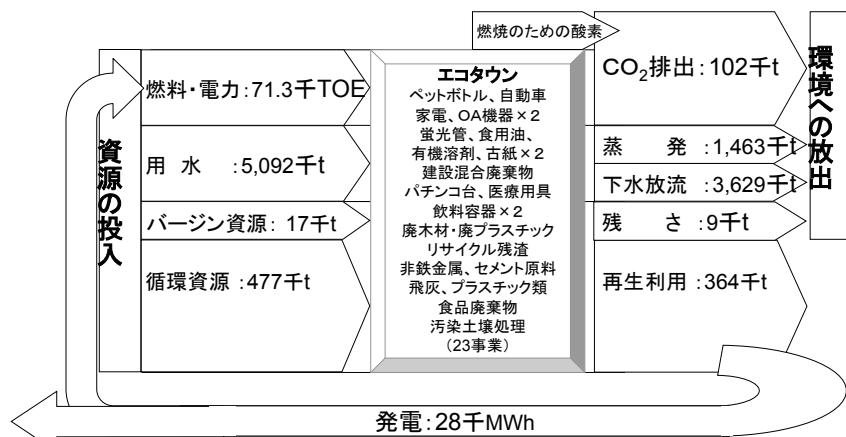 燃焼のための酸素
資源の投入
燃料・電力：71.3千TOE
用　水　：5,092千t
バージン資源：17千t
循環資源：477千t
エコタウン
ペットボトル、自動車
家電、OA機器×2
蛍光管、食用油、
有機溶剤、古紙×2
建設混合廃棄物
パチンコ台、医療用具
飲料容器×2
廃木材・廃プラスチック
リサイクル残渣
非鉄金属、セメント原料
飛灰、プラスチック類
食品廃棄物
汚染土壌処理
（23事業）
CO₂排出：102千t
蒸　　発：1,463千t
下水放流：3,629千t
残　　さ：9千t
再生利用：364千t
環境への放出
発電：28千MWh